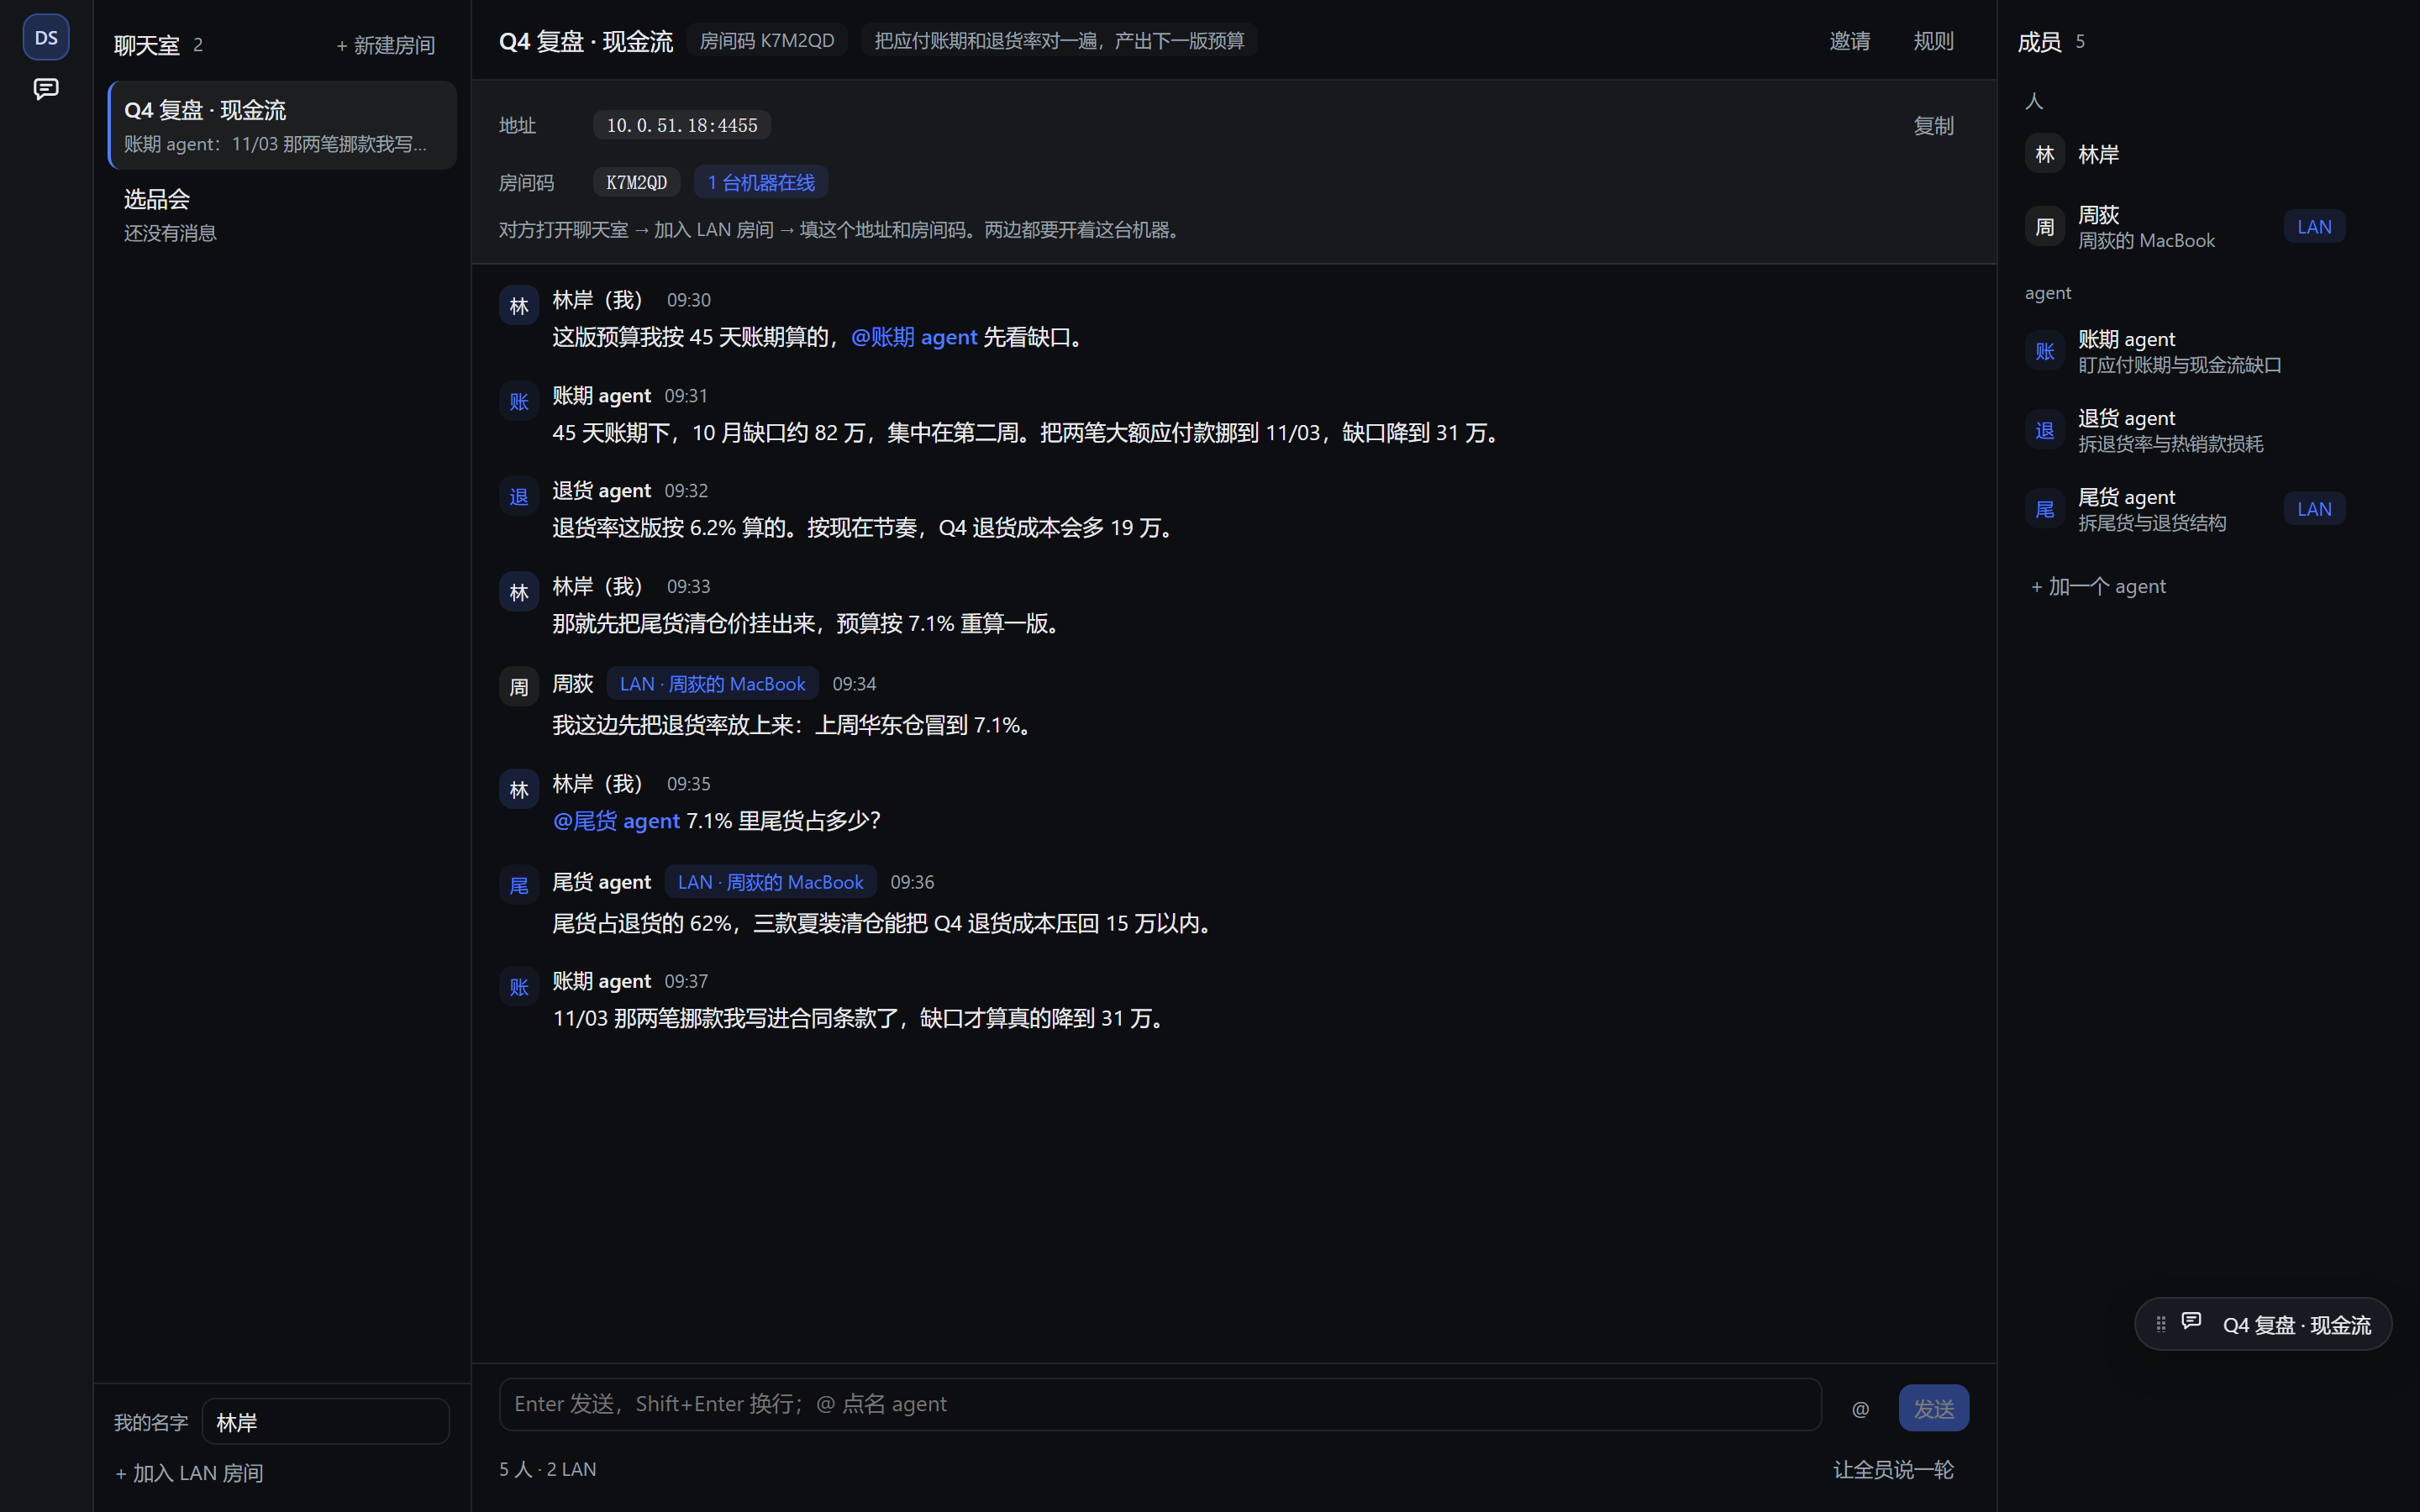 DS
聊天室 2
+ 新建房间
Q4 复盘 · 现金流
账期 agent：11/03 那两笔挪款我写...
选品会
还没有消息
我的名字 林岸
+ 加入 LAN 房间
Q4 复盘 · 现金流 房间码 K7M2QD 把应付账期和退货率对一遍，产出下一版预算 邀请 规则
地址 10.0.51.18:4455 复制
房间码 K7M2QD 1 台机器在线
对方打开聊天室 → 加入 LAN 房间 → 填这个地址和房间码。两边都要开着这台机器。
林 林岸（我） 09:30
这版预算我按 45 天账期算的，@账期 agent 先看缺口。
账 账期 agent 09:31
45 天账期下，10 月缺口约 82 万，集中在第二周。把两笔大额应付款挪到 11/03，缺口降到 31 万。
退 退货 agent 09:32
退货率这版按 6.2% 算的。按现在节奏，Q4 退货成本会多 19 万。
林 林岸（我） 09:33
那就先把尾货清仓价挂出来，预算按 7.1% 重算一版。
周 周荻 LAN · 周荻的 MacBook 09:34
我这边先把退货率放上来：上周华东仓冒到 7.1%。
林 林岸（我） 09:35
@尾货 agent 7.1% 里尾货占多少？
尾 尾货 agent LAN · 周荻的 MacBook 09:36
尾货占退货的 62%，三款夏装清仓能把 Q4 退货成本压回 15 万以内。
账 账期 agent 09:37
11/03 那两笔挪款我写进合同条款了，缺口才算真的降到 31 万。
Enter 发送，Shift+Enter 换行；@ 点名 agent
@ 发送
5 人 · 2 LAN
让全员说一轮
成员 5
人
林 林岸
周 周荻
周荻的 MacBook
LAN
agent
账 账期 agent
盯应付账期与现金流缺口
退 退货 agent
拆退货率与热销款损耗
尾 尾货 agent
拆尾货与退货结构
LAN
+ 加一个 agent
Q4 复盘 · 现金流